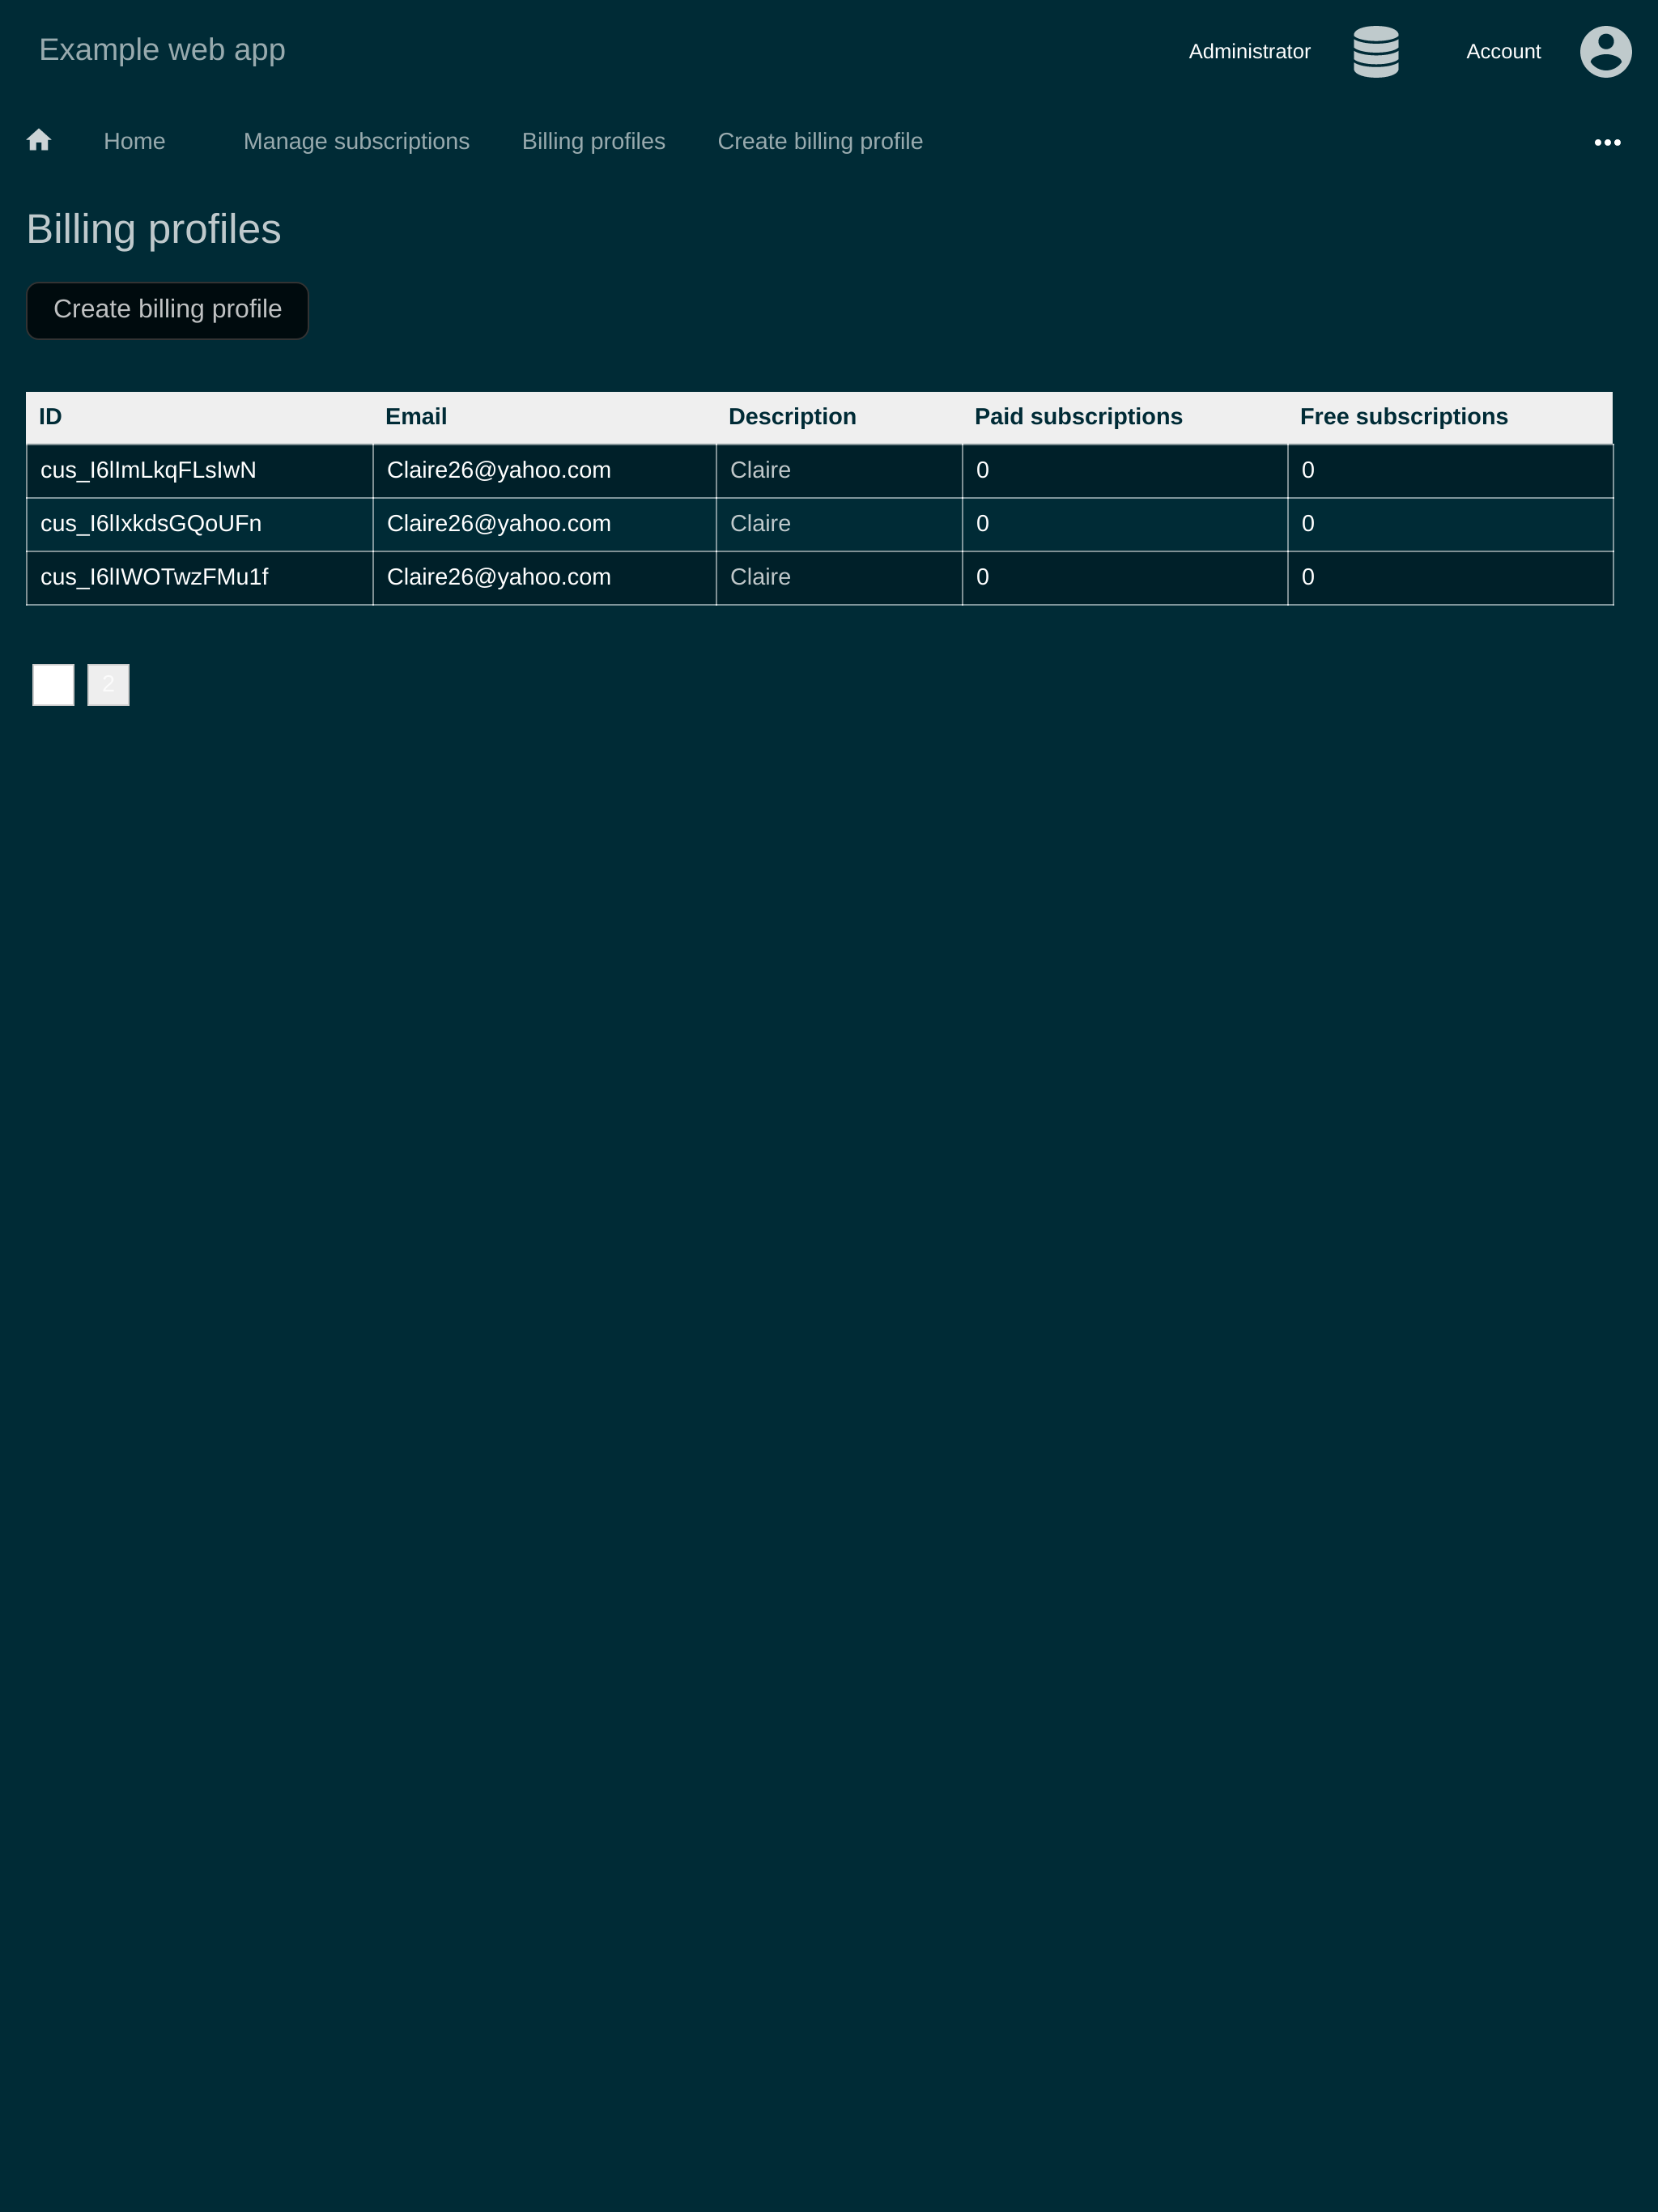 Example web app
Administrator
Account
Home Manage subscriptions Billing profiles Create billing profile
Billing profiles
Create billing profile
ID Email Description Paid subscriptions Free subscriptions
cus_I6lImLkqFLsIwN Claire26@yahoo.com Claire 0 0
cus_I6lIxkdsGQoUFn Claire26@yahoo.com Claire 0 0
cus_I6lIWOTwzFMu1f Claire26@yahoo.com Claire 0 0
2